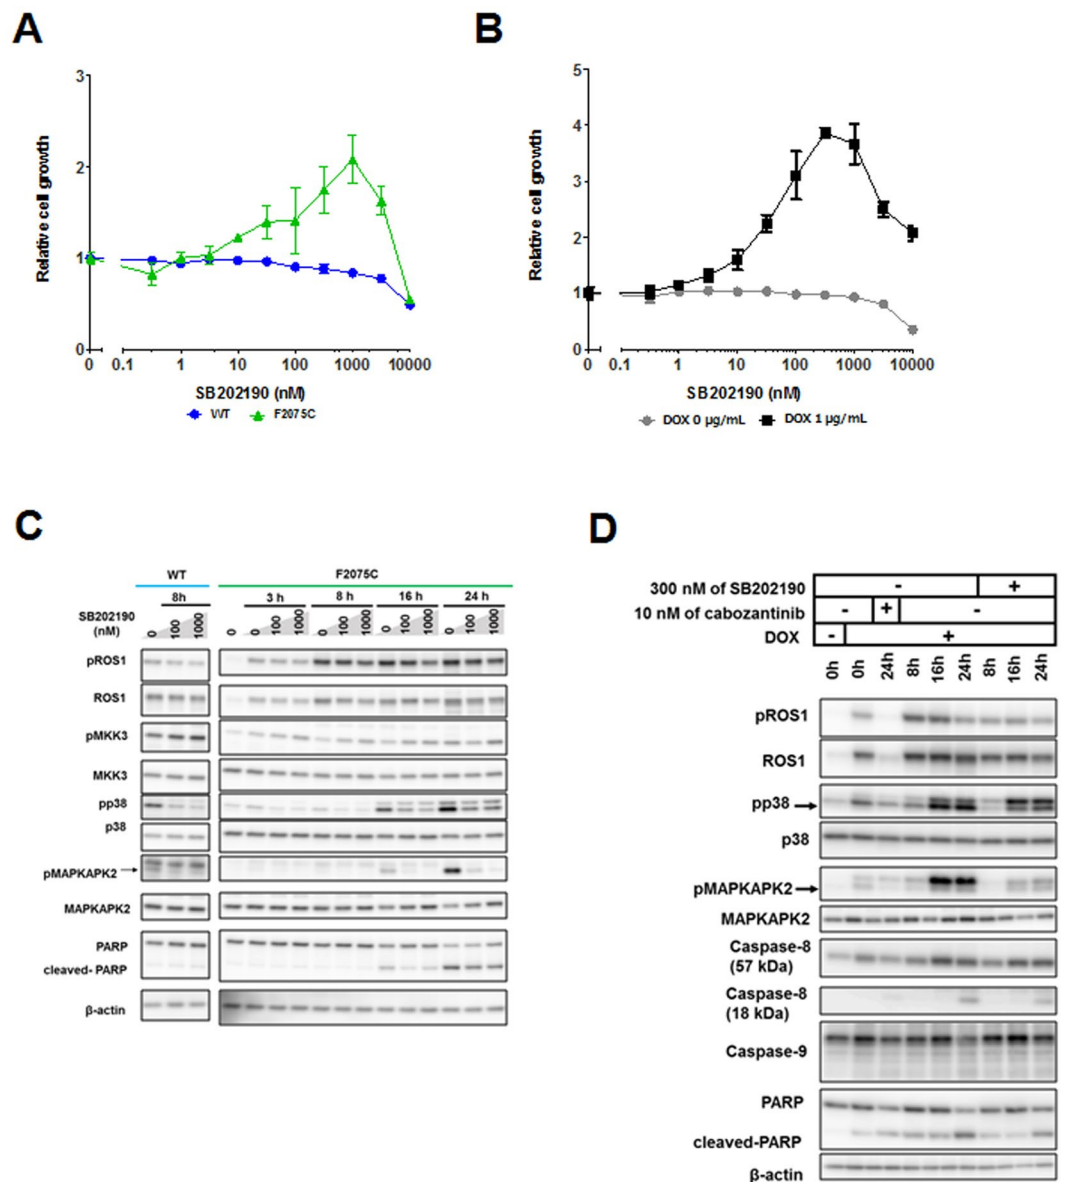 A
B
3
2
1
0
Relative cell growth
0 0.1 1 10 100 1000 10000
SB202190 (nM)
WT F2075C
5
4
3
2
1
0
Relative cell growth
0 0.1 1 10 100 1000 10000
SB202190 (nM)
DOX 0 µg/mL DOX 1 µg/mL
C
WT F2075C
8h 3 h 8 h 16 h 24 h
SB202190
(nM)
0 100 1000 0 0 100 1000 0 100 1000 0 100 1000 0 100 1000
pROS1
ROS1
pMKK3
MKK3
pp38
p38
pMAPKAPK2
MAPKAPK2
PARP
cleaved- PARP
β-actin
D
300 nM of SB202190 - +
10 nM of cabozantinib - + -
DOX - +
0h 0h 24h 8h 16h 24h 8h 16h 24h
pROS1
ROS1
pp38
p38
pMAPKAPK2
MAPKAPK2
Caspase-8
(57 kDa)
Caspase-8
(18 kDa)
Caspase-9
PARP
cleaved-PARP
β-actin